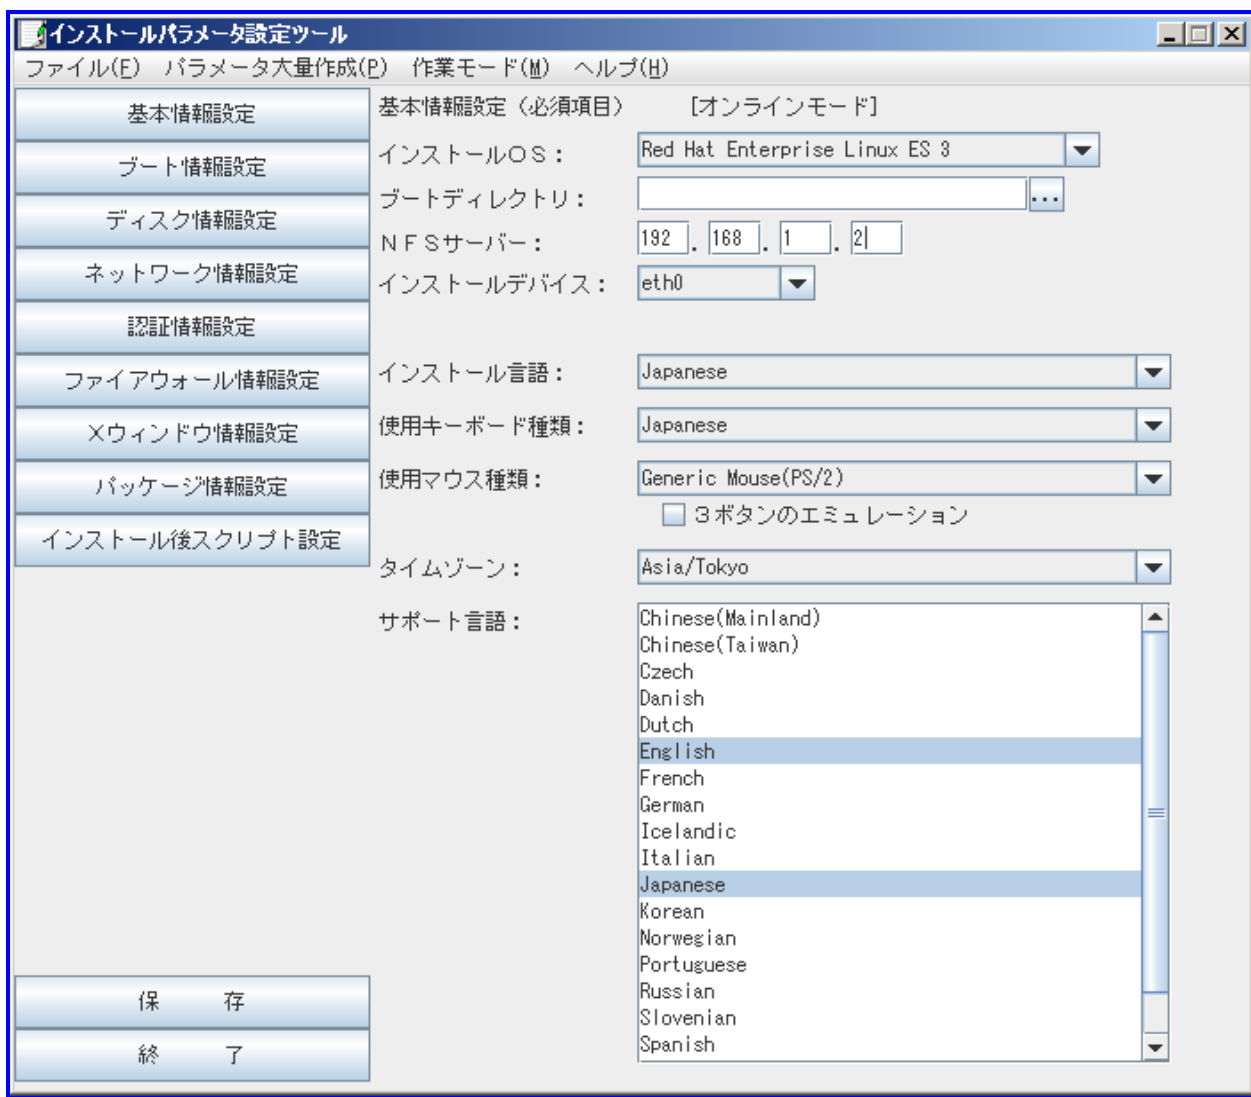 インストールパラメータ設定ツール
ファイル(F) パラメータ大量作成(P) 作業モード(M) ヘルプ(H)
基本情報設定
ブート情報設定
ディスク情報設定
ネットワーク情報設定
認証情報設定
ファイアウォール情報設定
Xウィンドウ情報設定
パッケージ情報設定
インストール後スクリプト設定
保 存
終 了
基本情報設定（必須項目） [オンラインモード]
インストールOS： Red Hat Enterprise Linux ES 3
ブートディレクトリ： ...
NFSサーバー： 192 . 168 . 1 . 2
インストールデバイス： eth0
インストール言語： Japanese
使用キーボード種類： Japanese
使用マウス種類： Generic Mouse(PS/2)
3ボタンのエミュレーション
タイムゾーン： Asia/Tokyo
サポート言語： Chinese(Mainland)
Chinese(Taiwan)
Czech
Danish
Dutch
English
French
German
Icelandic
Italian
Japanese
Korean
Norwegian
Portuguese
Russian
Slovenian
Spanish